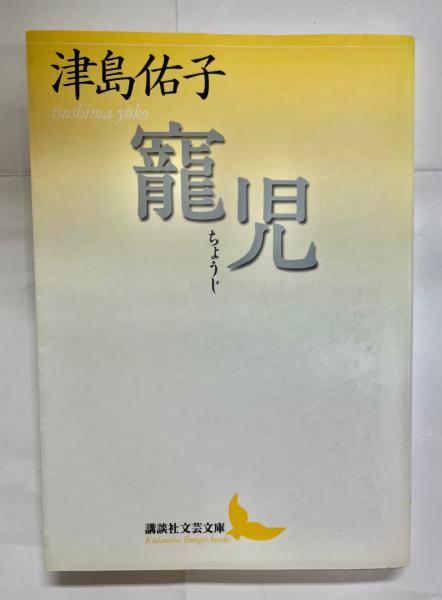 津島佑子
tsushima yūko
寵児
ちょうじ
講談社文芸文庫
Kōdansha Bungei bunko